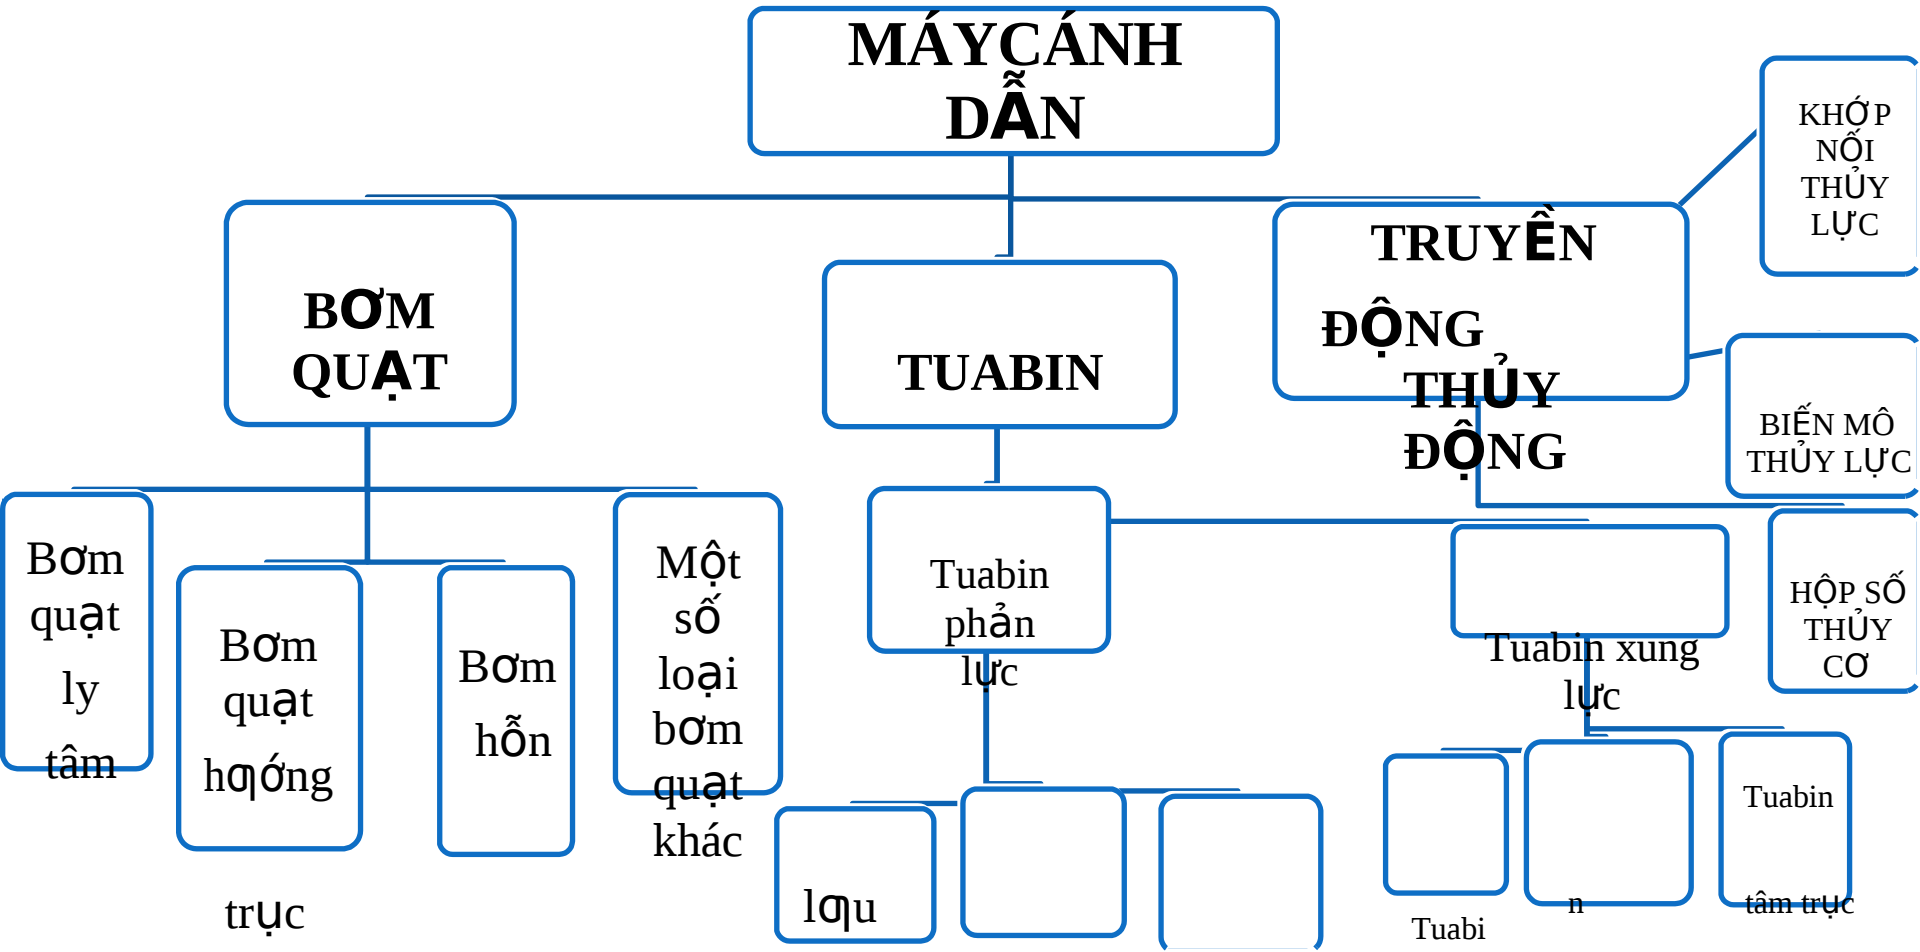 MÁYCÁNH
DẪN
KHỚP
NỐI
THỦY
LỰC
BƠM
QUẠT
TUABIN
TRUYỀN
ĐỘNG
THỦY
ĐỘNG
BIẾN MÔ
THỦY LỰC
HỘP SỐ
THỦY
CƠ
Bơm
quạt
ly
tâm
Bơm
quạt
hƣớng
trục
Bơm
hỗn
Một
số
loại
bơm
quạt
khác
Tuabin
phản
lực
Tuabin xung
lực
lƣu
Tuabi
n
Tuabin
tâm trục